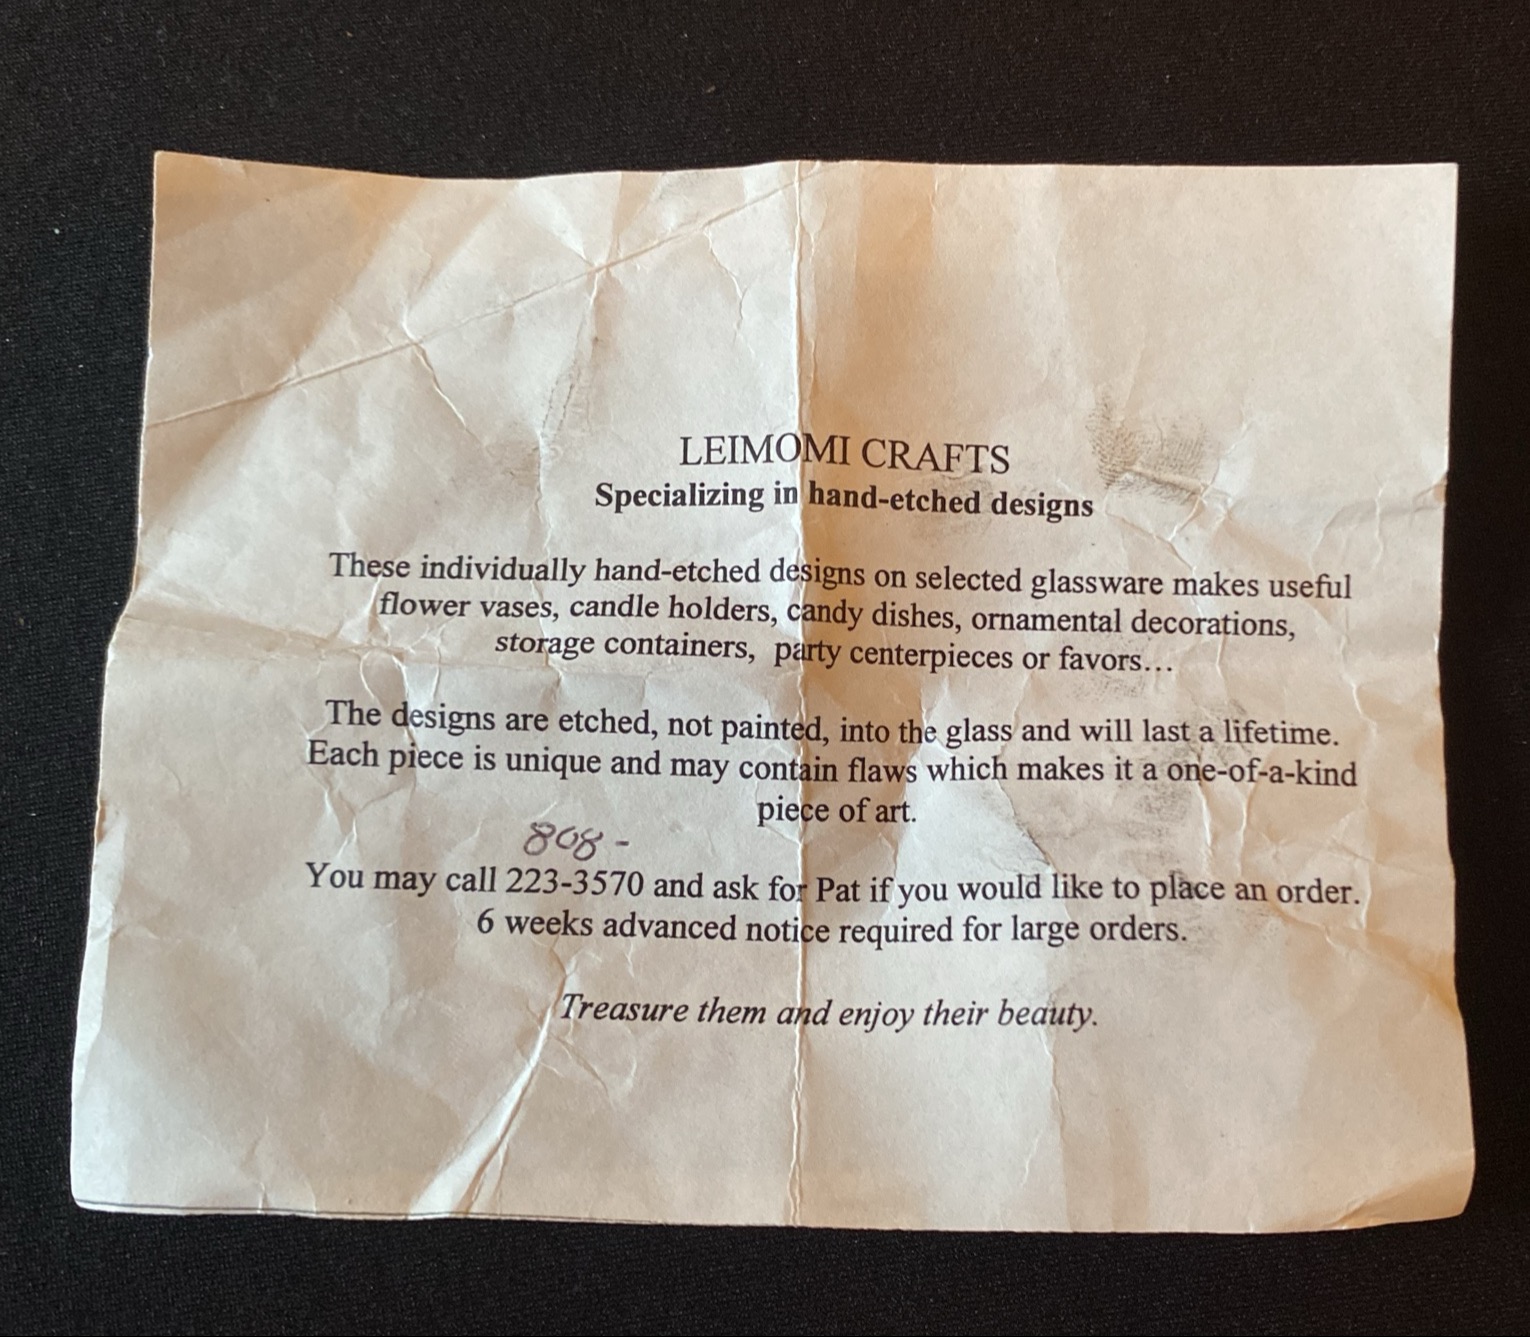 LEIMOMI CRAFTS
Specializing in hand-etched designs
These individually hand-etched designs on selected glassware makes useful
flower vases, candle holders, candy dishes, ornamental decorations,
storage containers, party centerpieces or favors…
The designs are etched, not painted, into the glass and will last a lifetime.
Each piece is unique and may contain flaws which makes it a one-of-a-kind
piece of art.
808-
You may call 223-3570 and ask for Pat if you would like to place an order.
6 weeks advanced notice required for large orders.
Treasure them and enjoy their beauty.